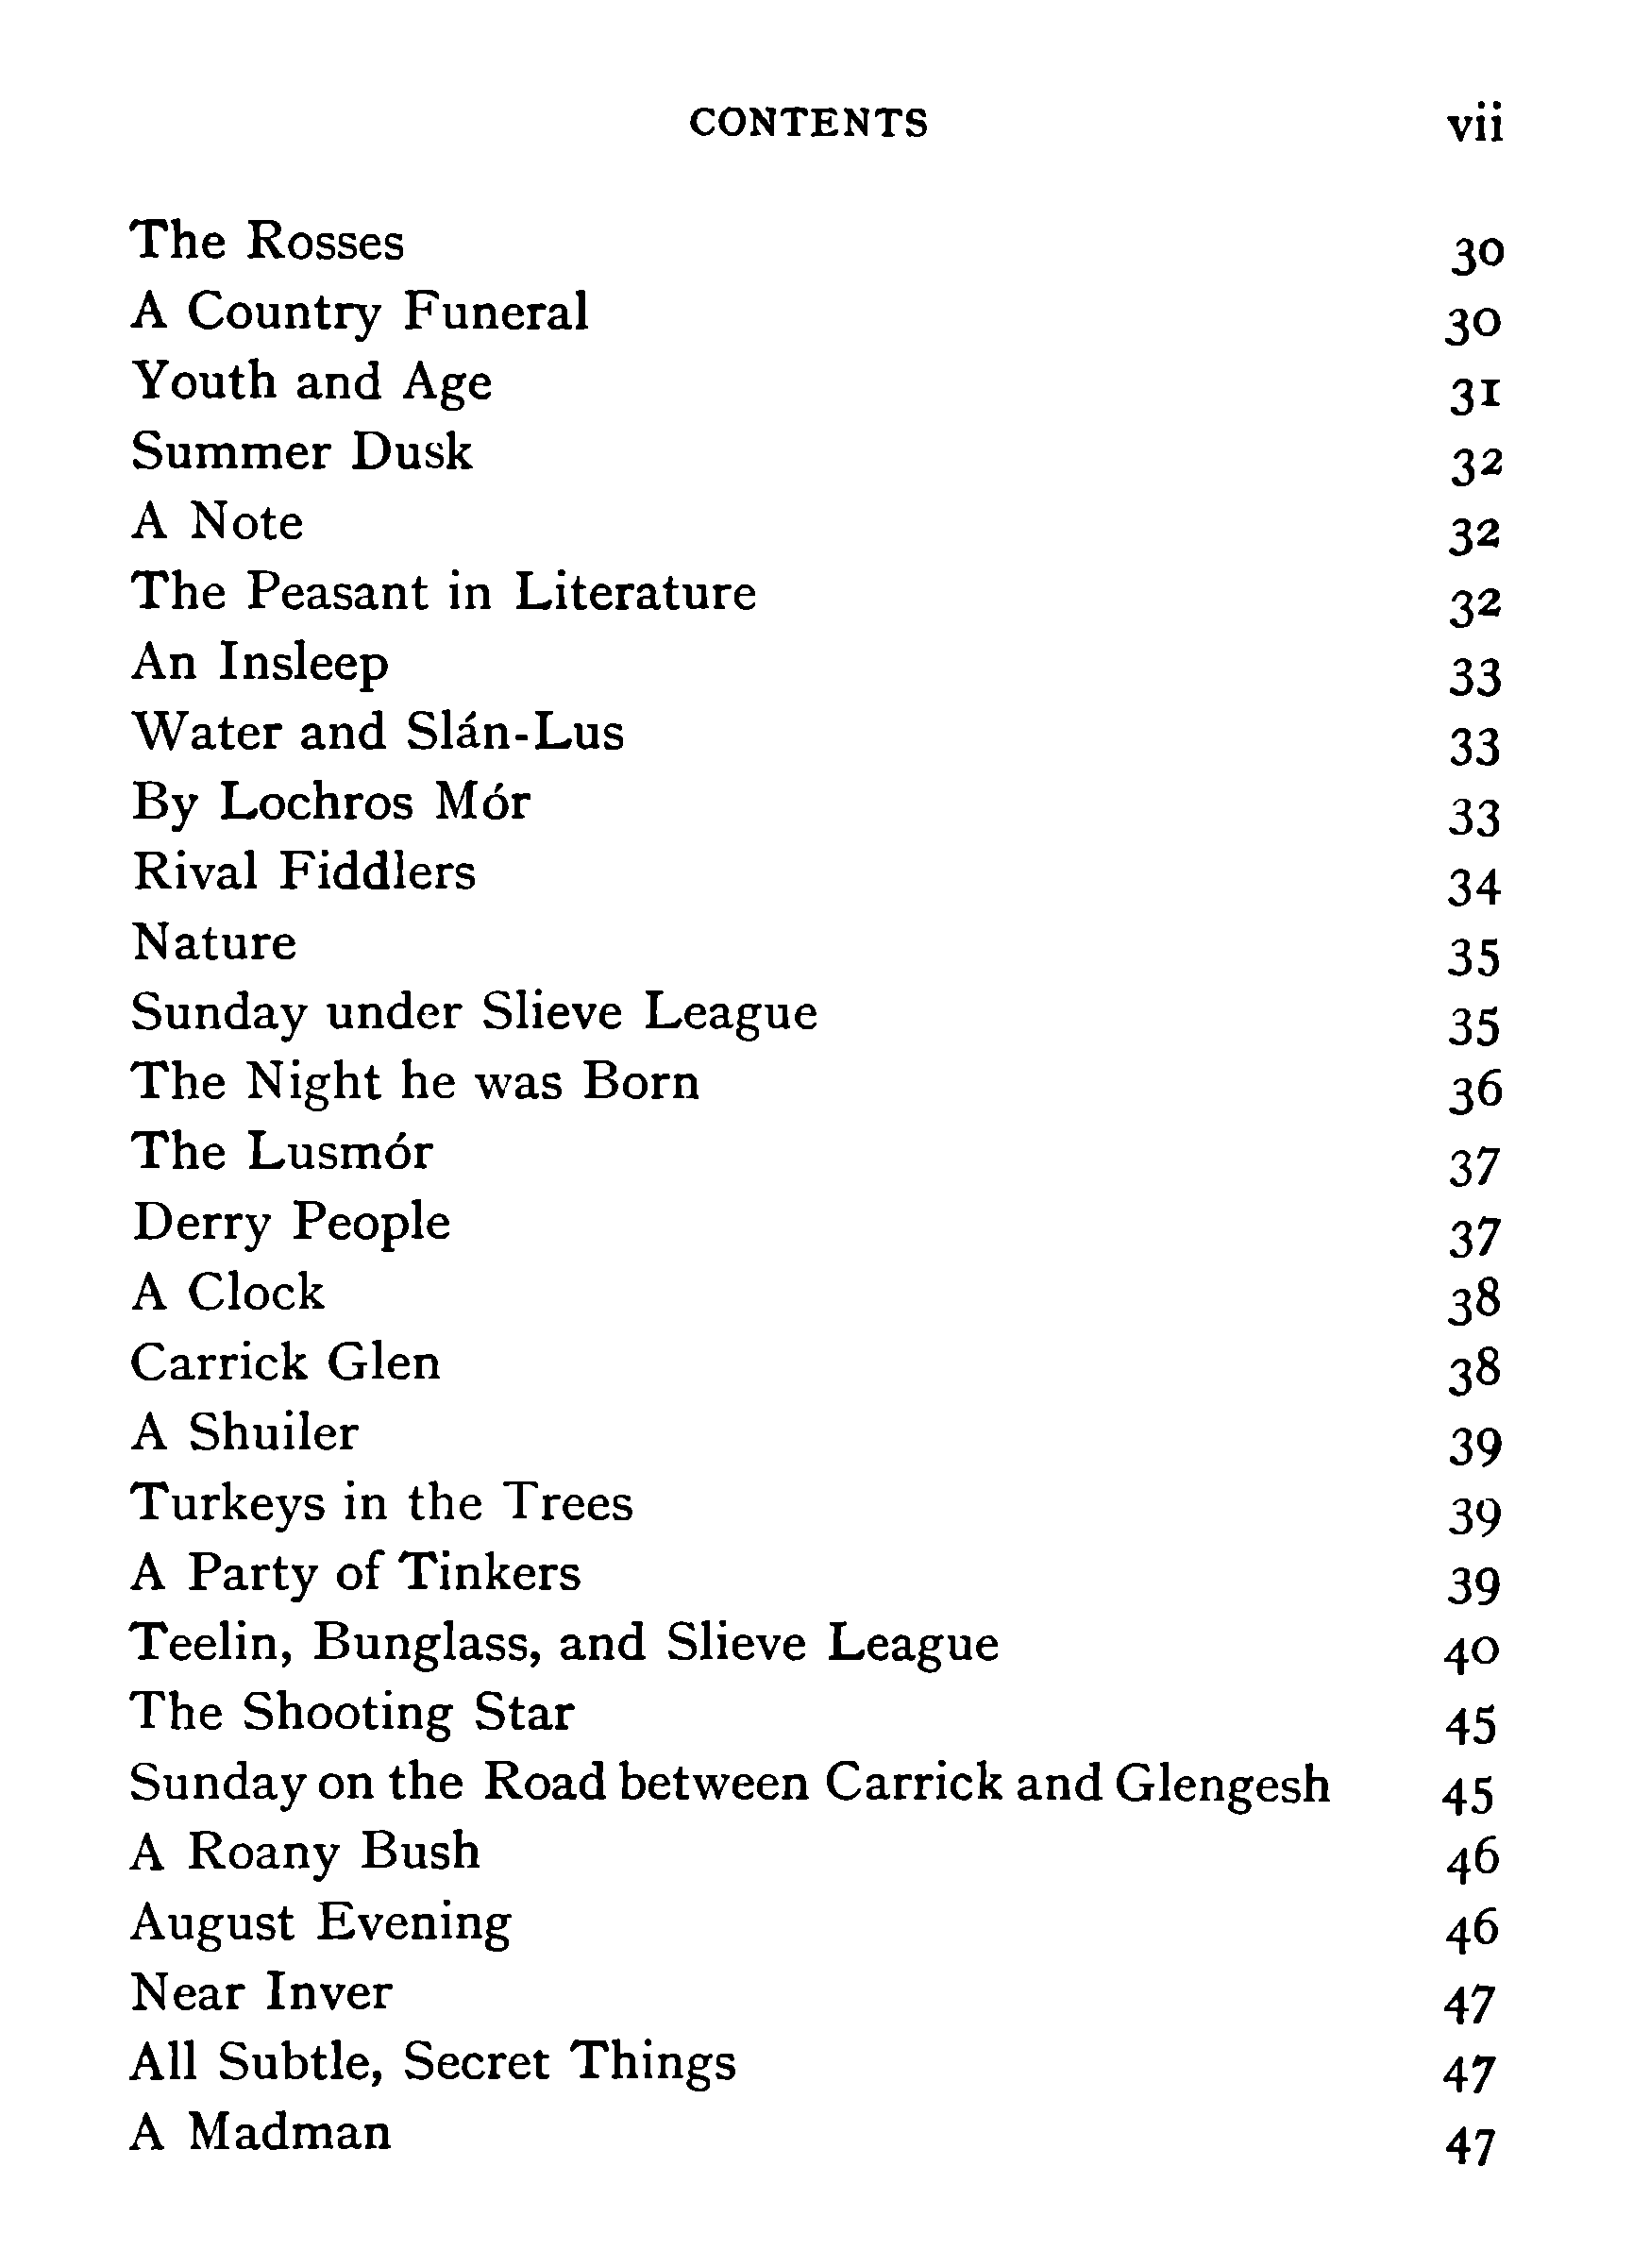 CONTENTS vii
The Rosses 30
A Country Funeral 30
Youth and Age 31
Summer Dusk 32
A Note 32
The Peasant in Literature 32
An Insleep 33
Water and Slán-Lus 33
By Lochros Mór 33
Rival Fiddlers 34
Nature 35
Sunday under Slieve League 35
The Night he was Born 36
The Lusmór 37
Derry People 37
A Clock 38
Carrick Glen 38
A Shuiler 39
Turkeys in the Trees 39
A Party of Tinkers 39
Teelin, Bunglass, and Slieve League 40
The Shooting Star 45
Sunday on the Road between Carrick and Glengesh 45
A Roany Bush 46
August Evening 46
Near Inver 47
All Subtle, Secret Things 47
A Madman 47